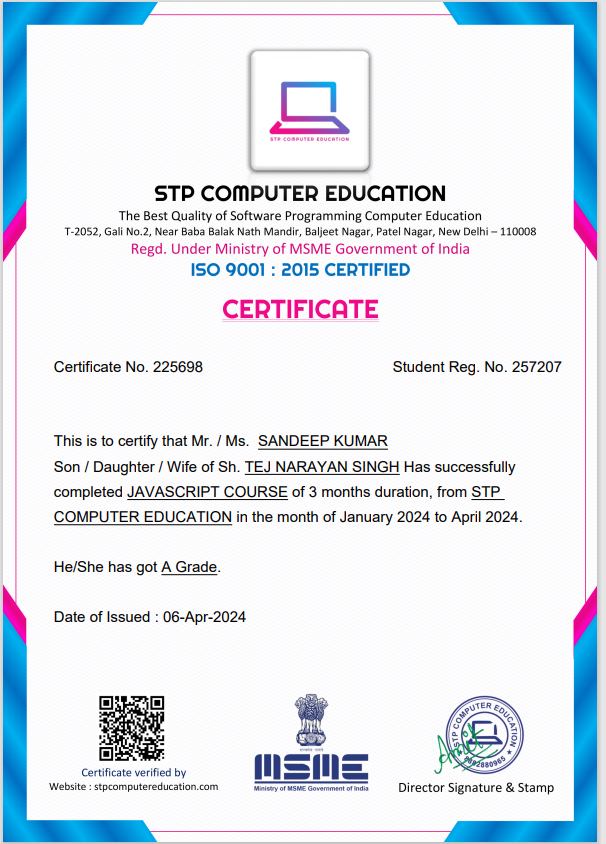 STP COMPUTER EDUCATION
STP COMPUTER EDUCATION
The Best Quality of Software Programming Computer Education
T-2052, Gali No.2, Near Baba Balak Nath Mandir, Baljeet Nagar, Patel Nagar, New Delhi – 110008
Regd. Under Ministry of MSME Government of India
ISO 9001 : 2015 CERTIFIED
CERTIFICATE
Certificate No. 225698 Student Reg. No. 257207
This is to certify that Mr. / Ms. SANDEEP KUMAR
Son / Daughter / Wife of Sh. TEJ NARAYAN SINGH Has successfully
completed JAVASCRIPT COURSE of 3 months duration, from STP
COMPUTER EDUCATION in the month of January 2024 to April 2024.
He/She has got A Grade.
Date of Issued : 06-Apr-2024
STP COMPUTER EDUCATION
MSME
Ministry of MSME Government of India
Certificate verified by
Website : stpcomputereducation.com
Director Signature & Stamp